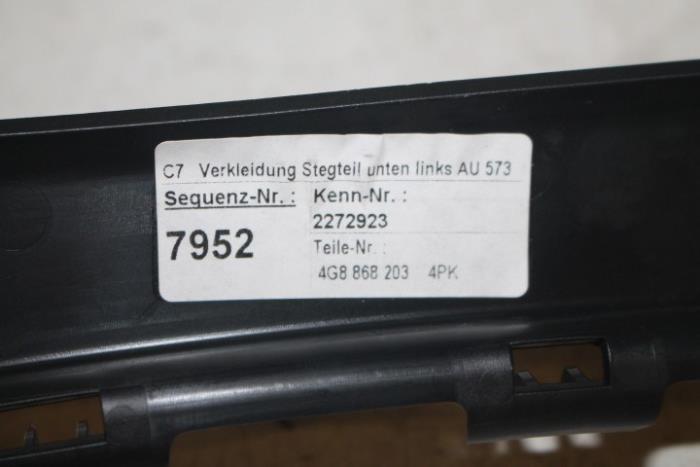 C7 Verkleidung Stegteil unten links AU 573
Sequenz-Nr. : Kenn-Nr. :
2272923
7952
Teile-Nr. :
4G8 868 203 4PK